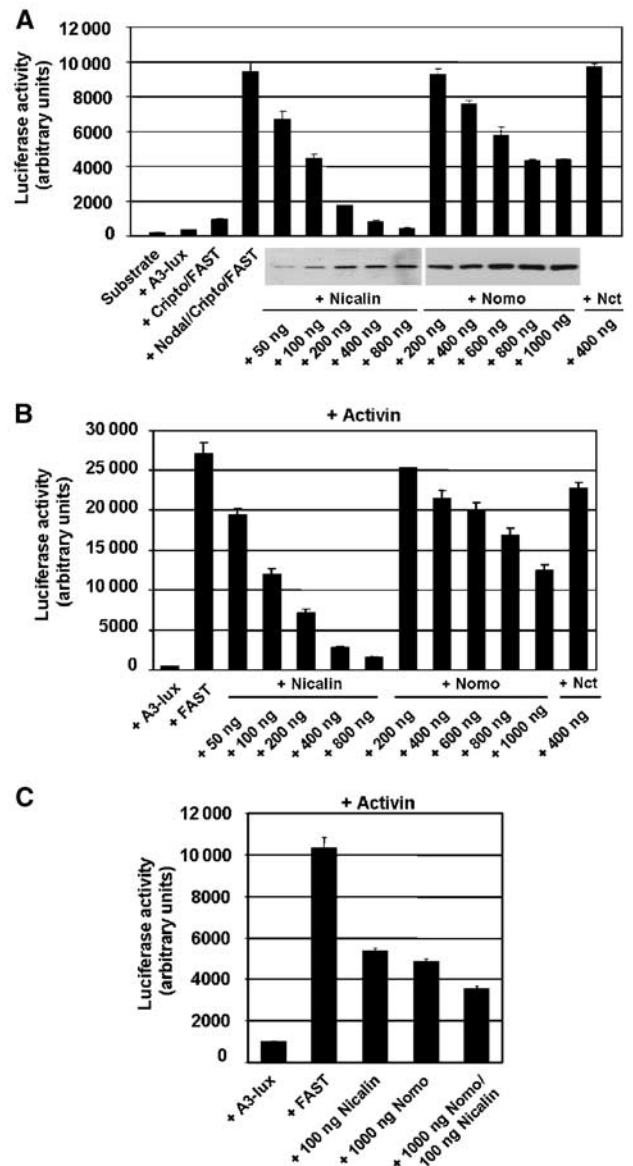 A
Luciferase activity
(arbitrary units)
12 000
10 000
8000
6000
4000
2000
0
Substrate
+ A3-lux
+ Cripto/FAST
+ Nodal/Cripto/FAST
+ Nicalin
+ 50 ng
+ 100 ng
+ 200 ng
+ 400 ng
+ 800 ng
+ Nomo
+ 200 ng
+ 400 ng
+ 600 ng
+ 800 ng
+ 1000 ng
+ Nct
+ 400 ng
B
+ Activin
Luciferase activity
(arbitrary units)
30 000
25 000
20 000
15 000
10 000
5000
0
+ A3-lux
+ FAST
+ Nicalin
+ 50 ng
+ 100 ng
+ 200 ng
+ 400 ng
+ 800 ng
+ Nomo
+ 200 ng
+ 400 ng
+ 600 ng
+ 800 ng
+ 1000 ng
+ Nct
+ 400 ng
C
+ Activin
Luciferase activity
(arbitrary units)
12 000
10 000
8000
6000
4000
2000
0
+ A3-lux
+ FAST
+ 100 ng Nicalin
+ 1000 ng Nomo
+ 1000 ng Nomo/
100 ng Nicalin